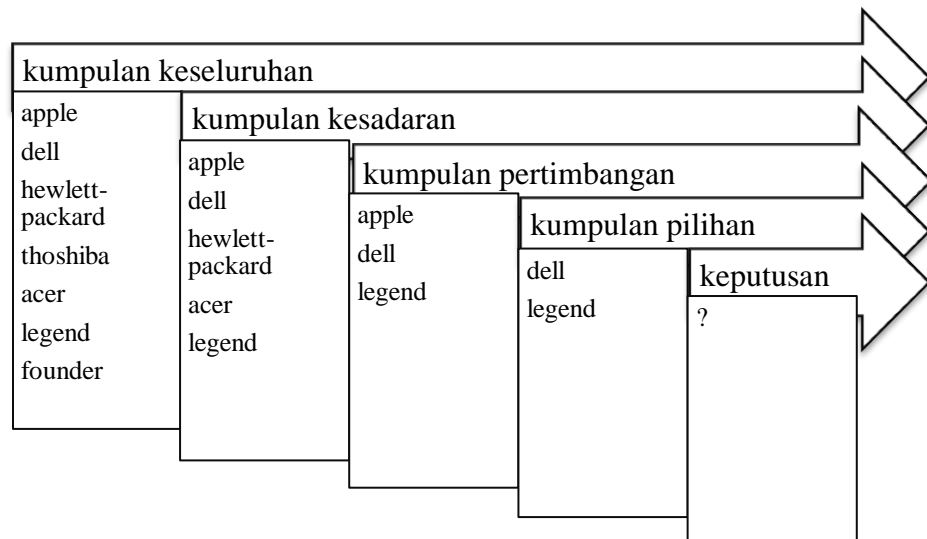 kumpulan keseluruhan
apple
dell
hewlett-
packard
thoshiba
acer
legend
founder
kumpulan kesadaran
apple
dell
hewlett-
packard
acer
legend
kumpulan pertimbangan
apple
dell
legend
kumpulan pilihan
dell
legend
keputusan
?